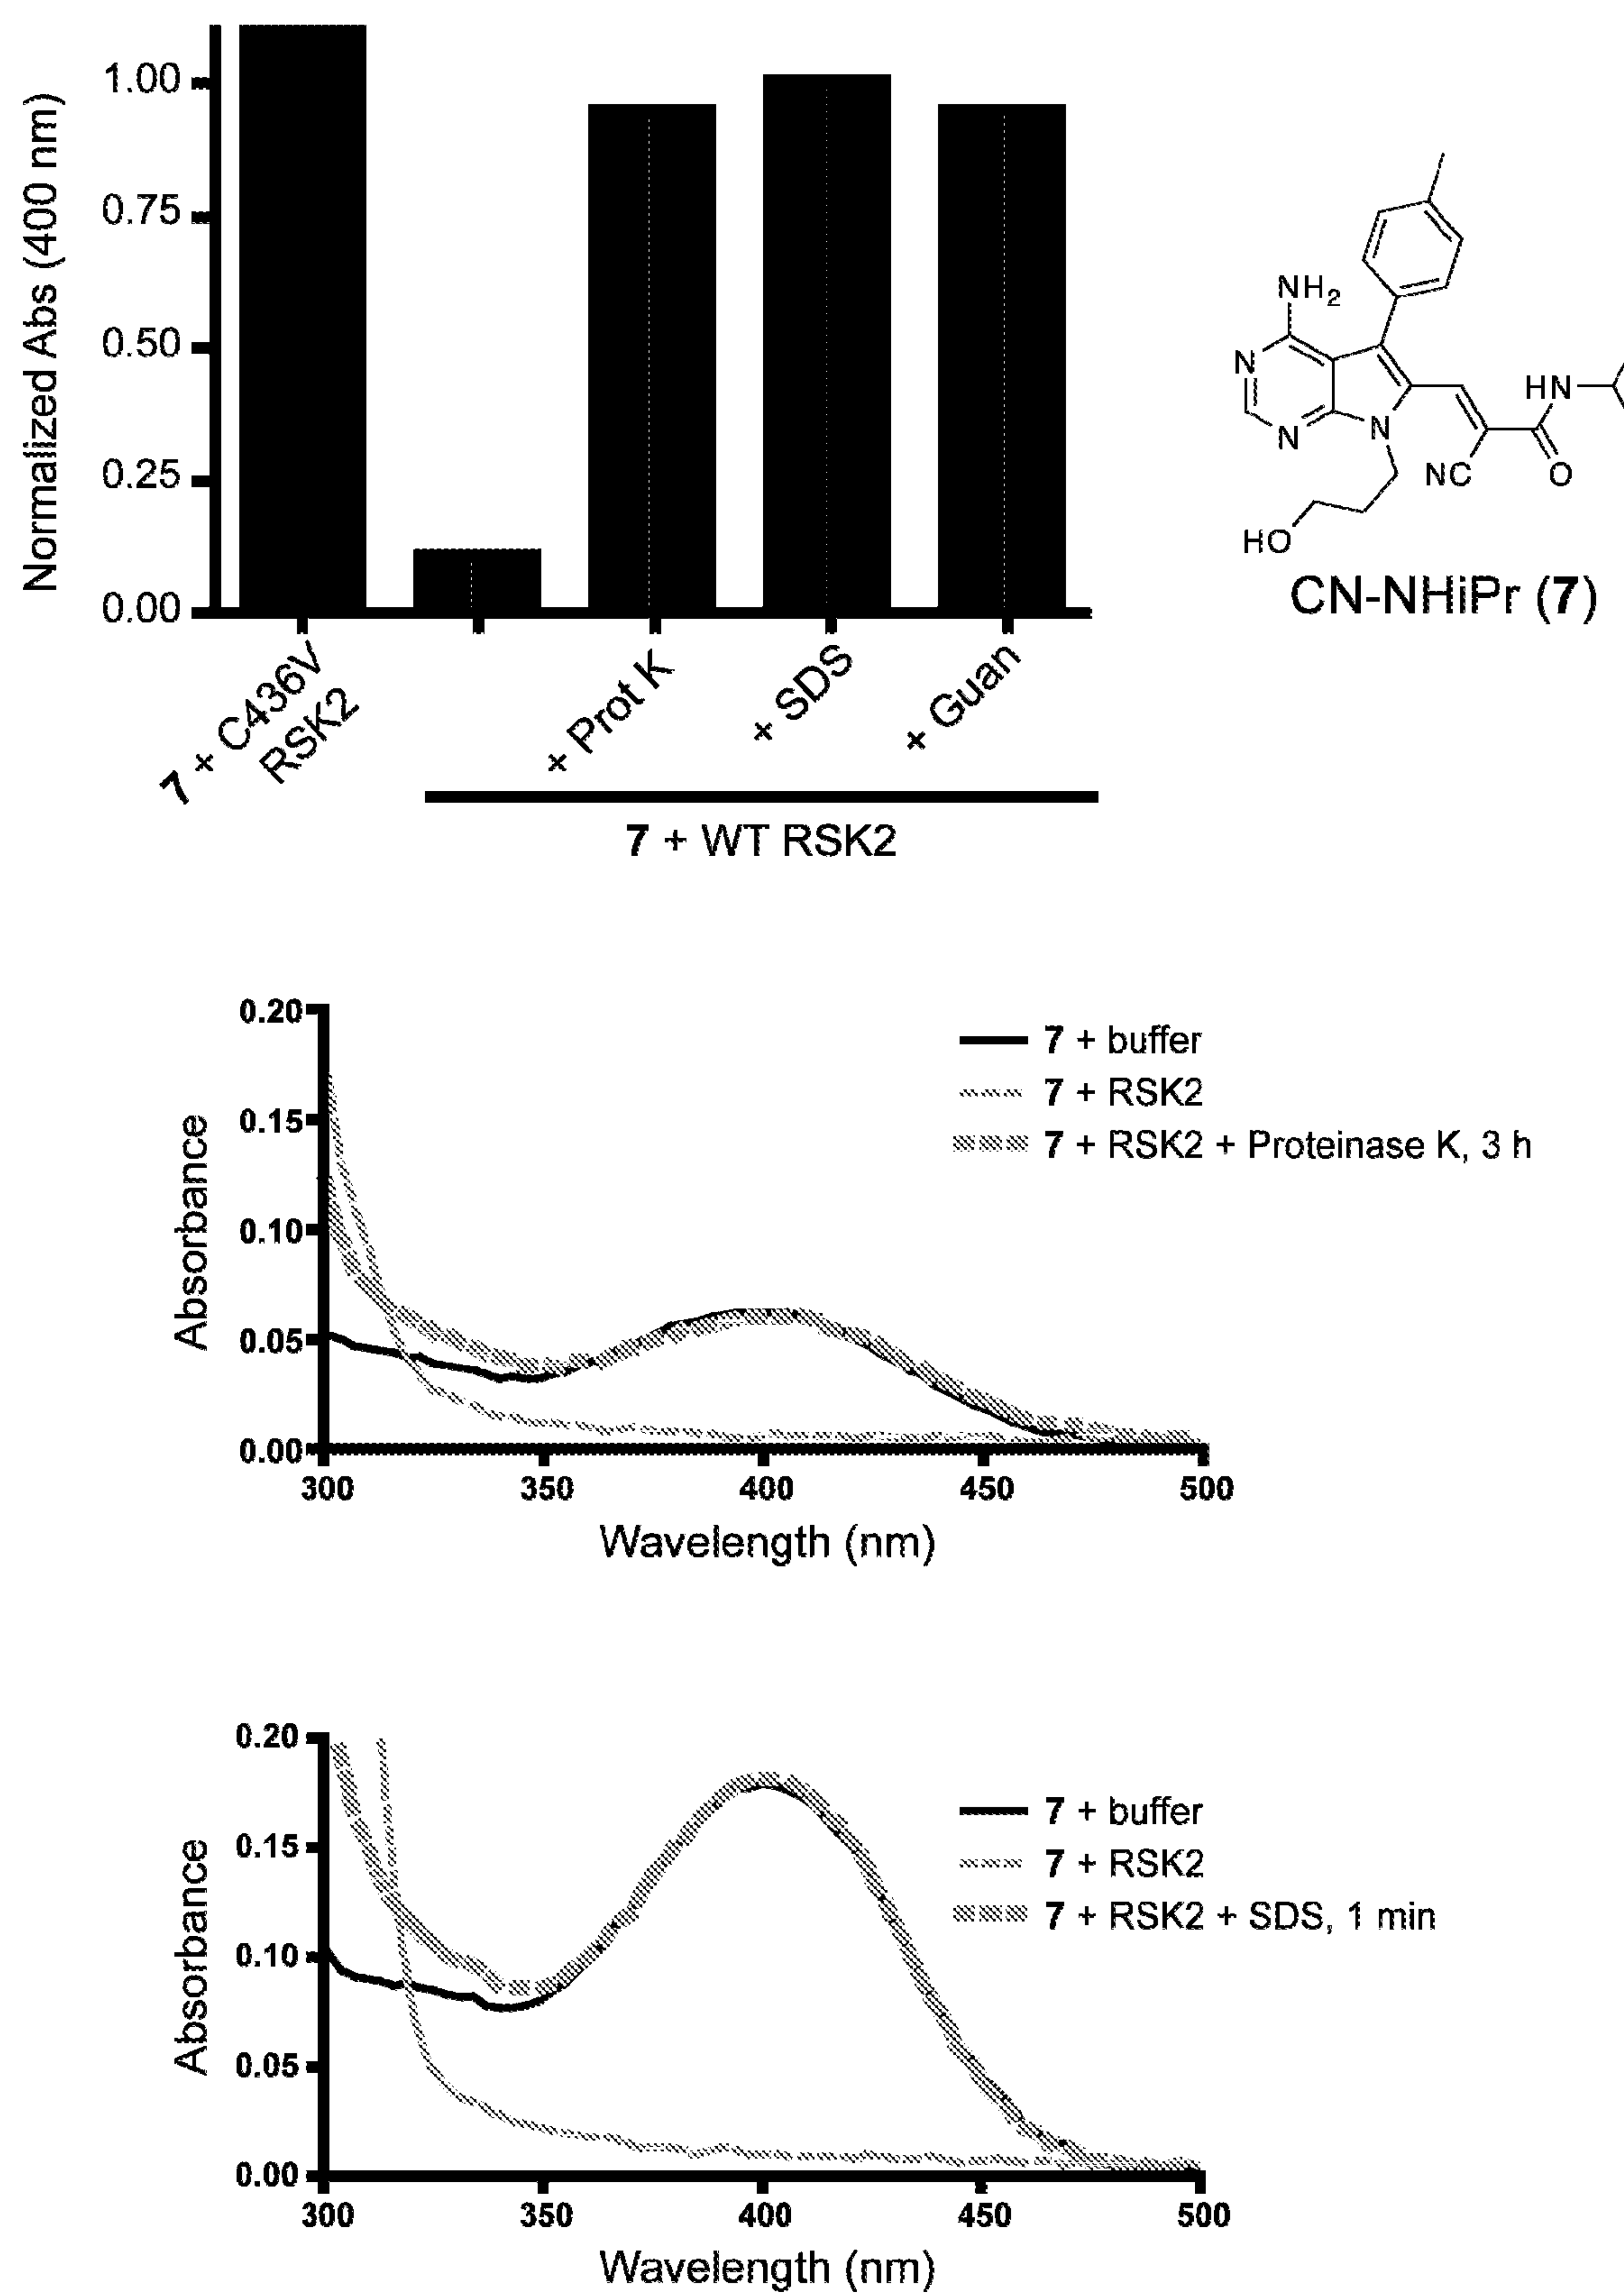 Normalized Abs (400 nm)
1.00
0.75
0.50
0.25
0.00
7 + C436V
RSK2
+ Prot K
+ SDS
+ Guan
7 + WT RSK2
NH2
N
N
N
HN
NC
O
HO
CN-NHiPr (7)
Absorbance
0.20
0.15
0.10
0.05
0.00
300
350
400
450
500
Wavelength (nm)
7 + buffer
7 + RSK2
7 + RSK2 + Proteinase K, 3 h
Absorbance
0.20
0.15
0.10
0.05
0.00
300
350
400
450
500
Wavelength (nm)
7 + buffer
7 + RSK2
7 + RSK2 + SDS, 1 min